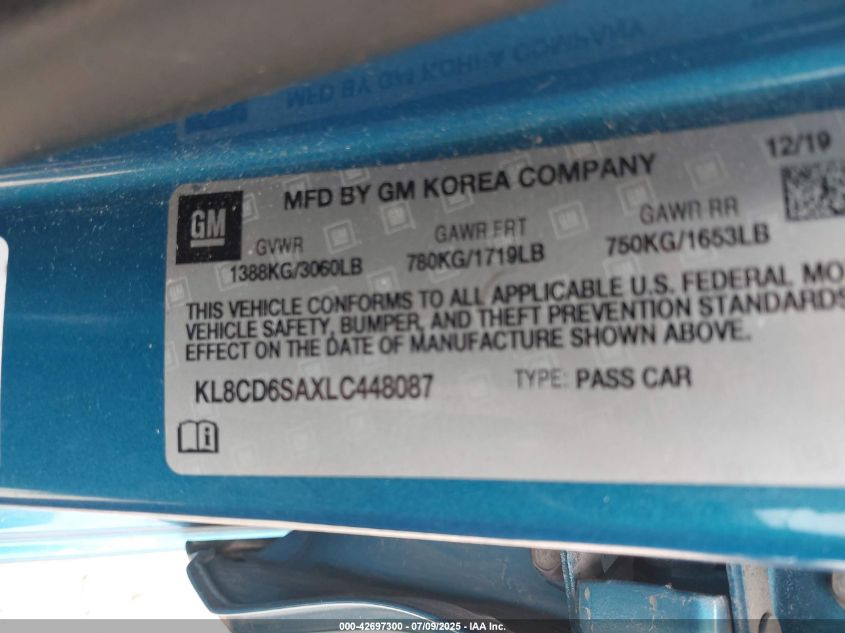 12/19
MFD BY GM KOREA COMPANY
GM
GVWR GAWR FRT GAWR RR
1388KG/3060LB 780KG/1719LB 750KG/1653LB
THIS VEHICLE CONFORMS TO ALL APPLICABLE U.S. FEDERAL MO
VEHICLE SAFETY, BUMPER, AND THEFT PREVENTION STANDARDS
EFFECT ON THE DATE OF MANUFACTURE SHOWN ABOVE.
KL8CD6SAXLC448087 TYPE: PASS CAR
000-42697300 - 07/09/2025 - IAA Inc.